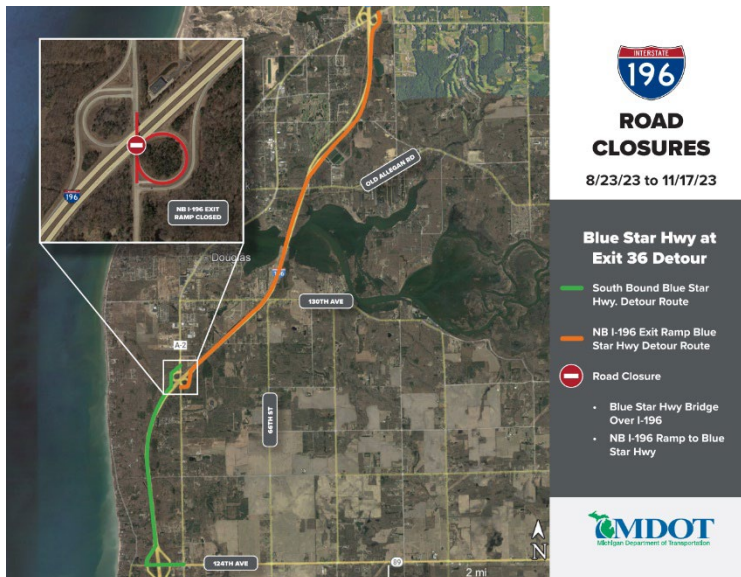 196
NB I-196 EXIT
RAMP CLOSED
OLD ALLEGAN RD
Douglas
130TH AVE
A-2
66TH ST
124TH AVE
89
2 mi
N
INTERSTATE
196
ROAD
CLOSURES
8/23/23 to 11/17/23
Blue Star Hwy at
Exit 36 Detour
South Bound Blue Star
Hwy. Detour Route
NB I-196 Exit Ramp Blue
Star Hwy Detour Route
Road Closure
• Blue Star Hwy Bridge
Over I-196
• NB I-196 Ramp to Blue
Star Hwy
MDOT
Michigan Department of Transportation